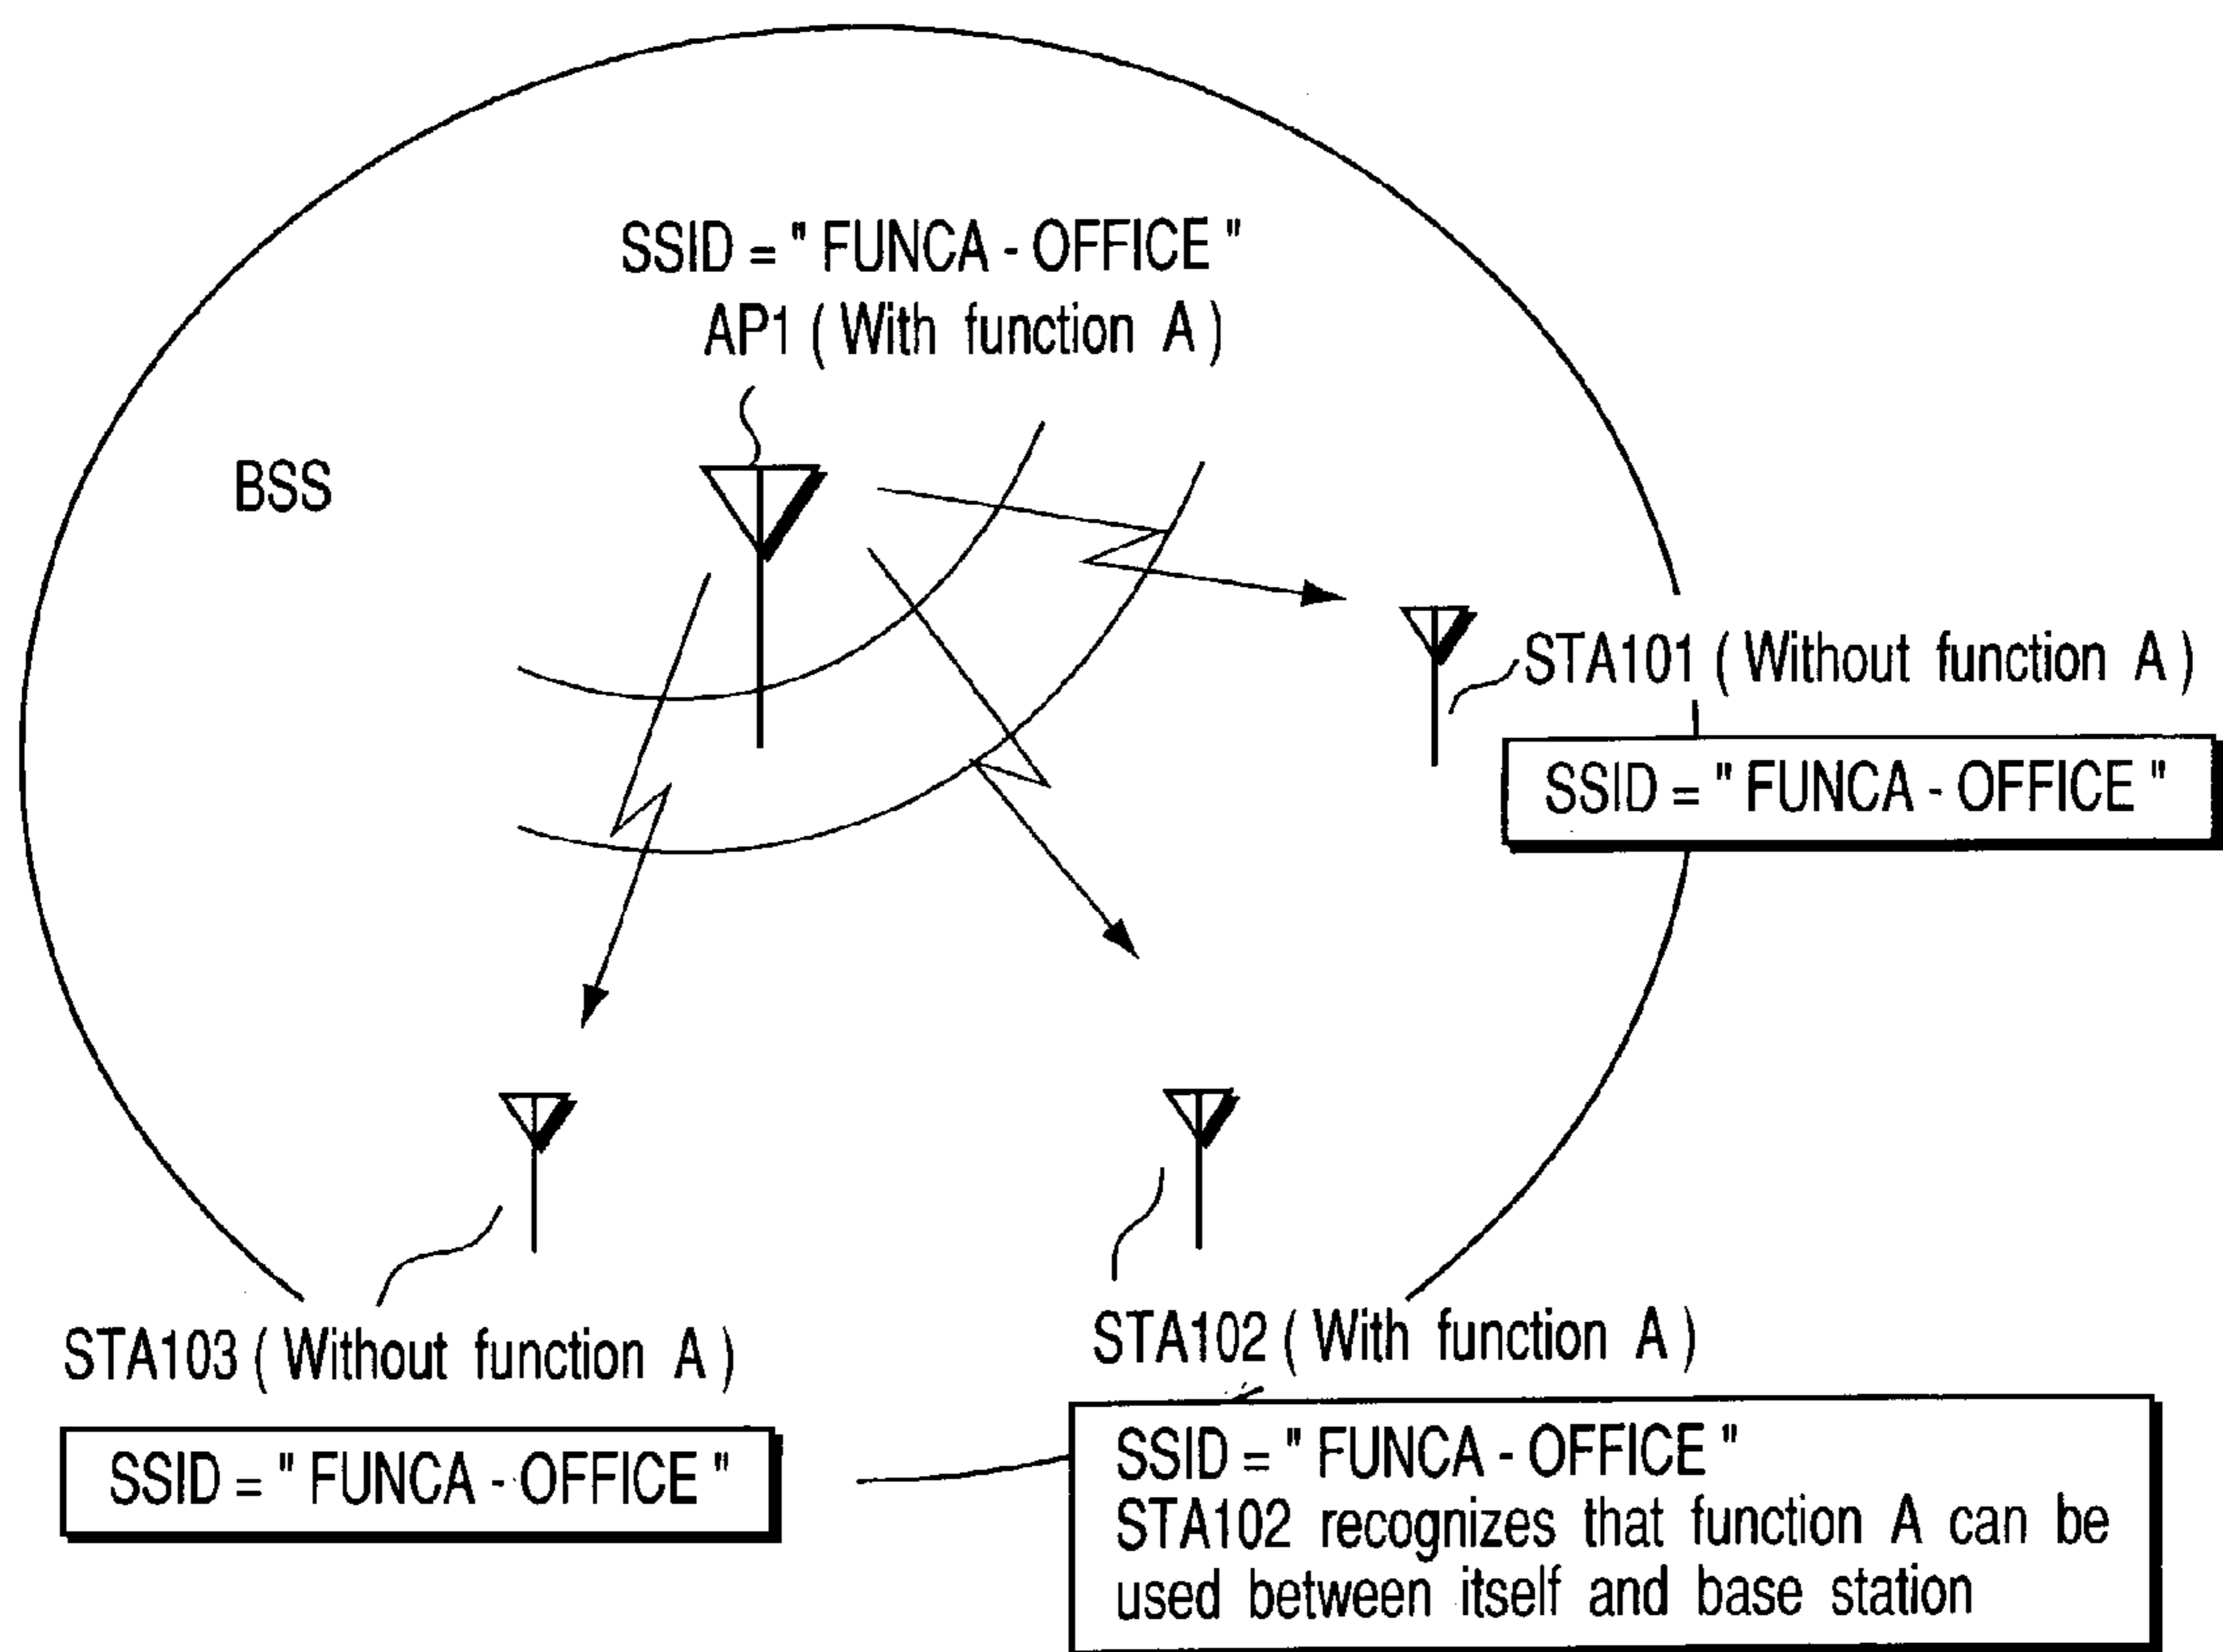 SSID = " FUNCA - OFFICE "
AP1 ( With function A )
BSS
STA101 ( Without function A )
SSID = " FUNCA - OFFICE "
STA103 ( Without function A )
SSID = " FUNCA - OFFICE "
STA102 ( With function A )
SSID = " FUNCA - OFFICE "
STA102 recognizes that function A can be
used between itself and base station